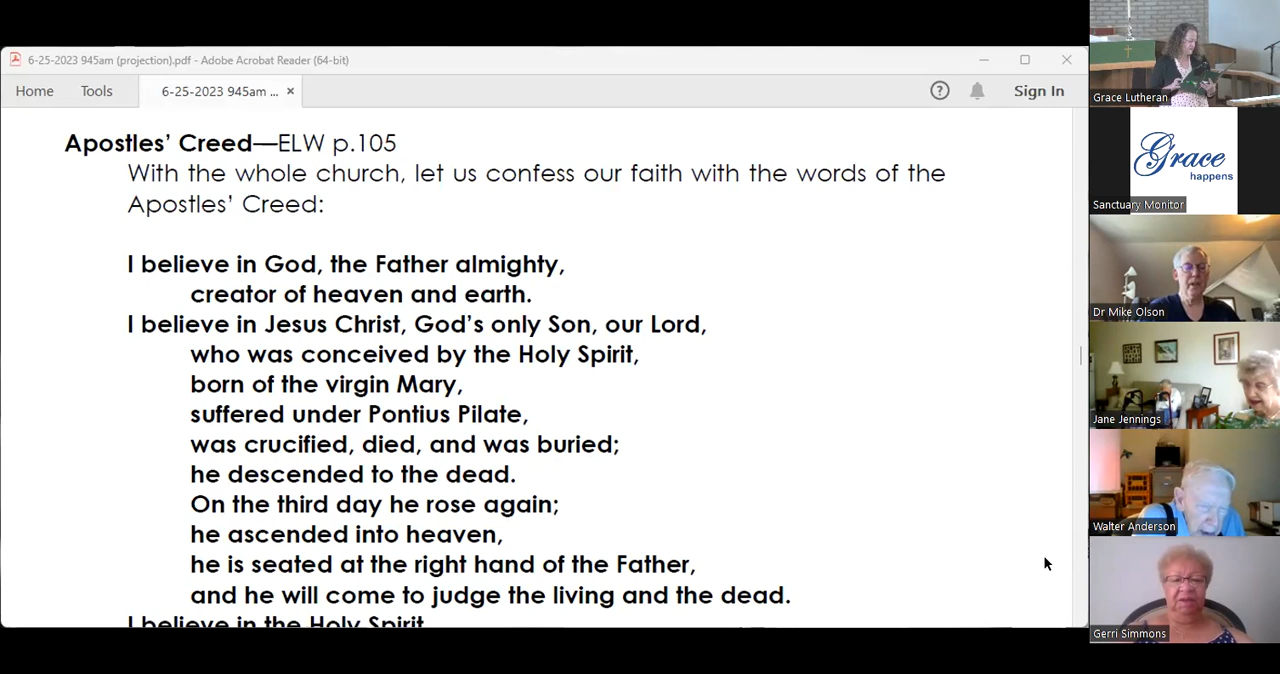 6-25-2023 945am (projection).pdf - Adobe Acrobat Reader (64-bit)
Home Tools 6-25-2023 945am ... × Sign In
Apostles’ Creed—ELW p.105
With the whole church, let us confess our faith with the words of the
Apostles’ Creed:
I believe in God, the Father almighty,
creator of heaven and earth.
I believe in Jesus Christ, God’s only Son, our Lord,
who was conceived by the Holy Spirit,
born of the virgin Mary,
suffered under Pontius Pilate,
was crucified, died, and was buried;
he descended to the dead.
On the third day he rose again;
he ascended into heaven,
he is seated at the right hand of the Father,
and he will come to judge the living and the dead.
I believe in the Holy Spirit
Grace Lutheran
Grace
happens
Sanctuary Monitor
Dr Mike Olson
Jane Jennings
Walter Anderson
Gerri Simmons